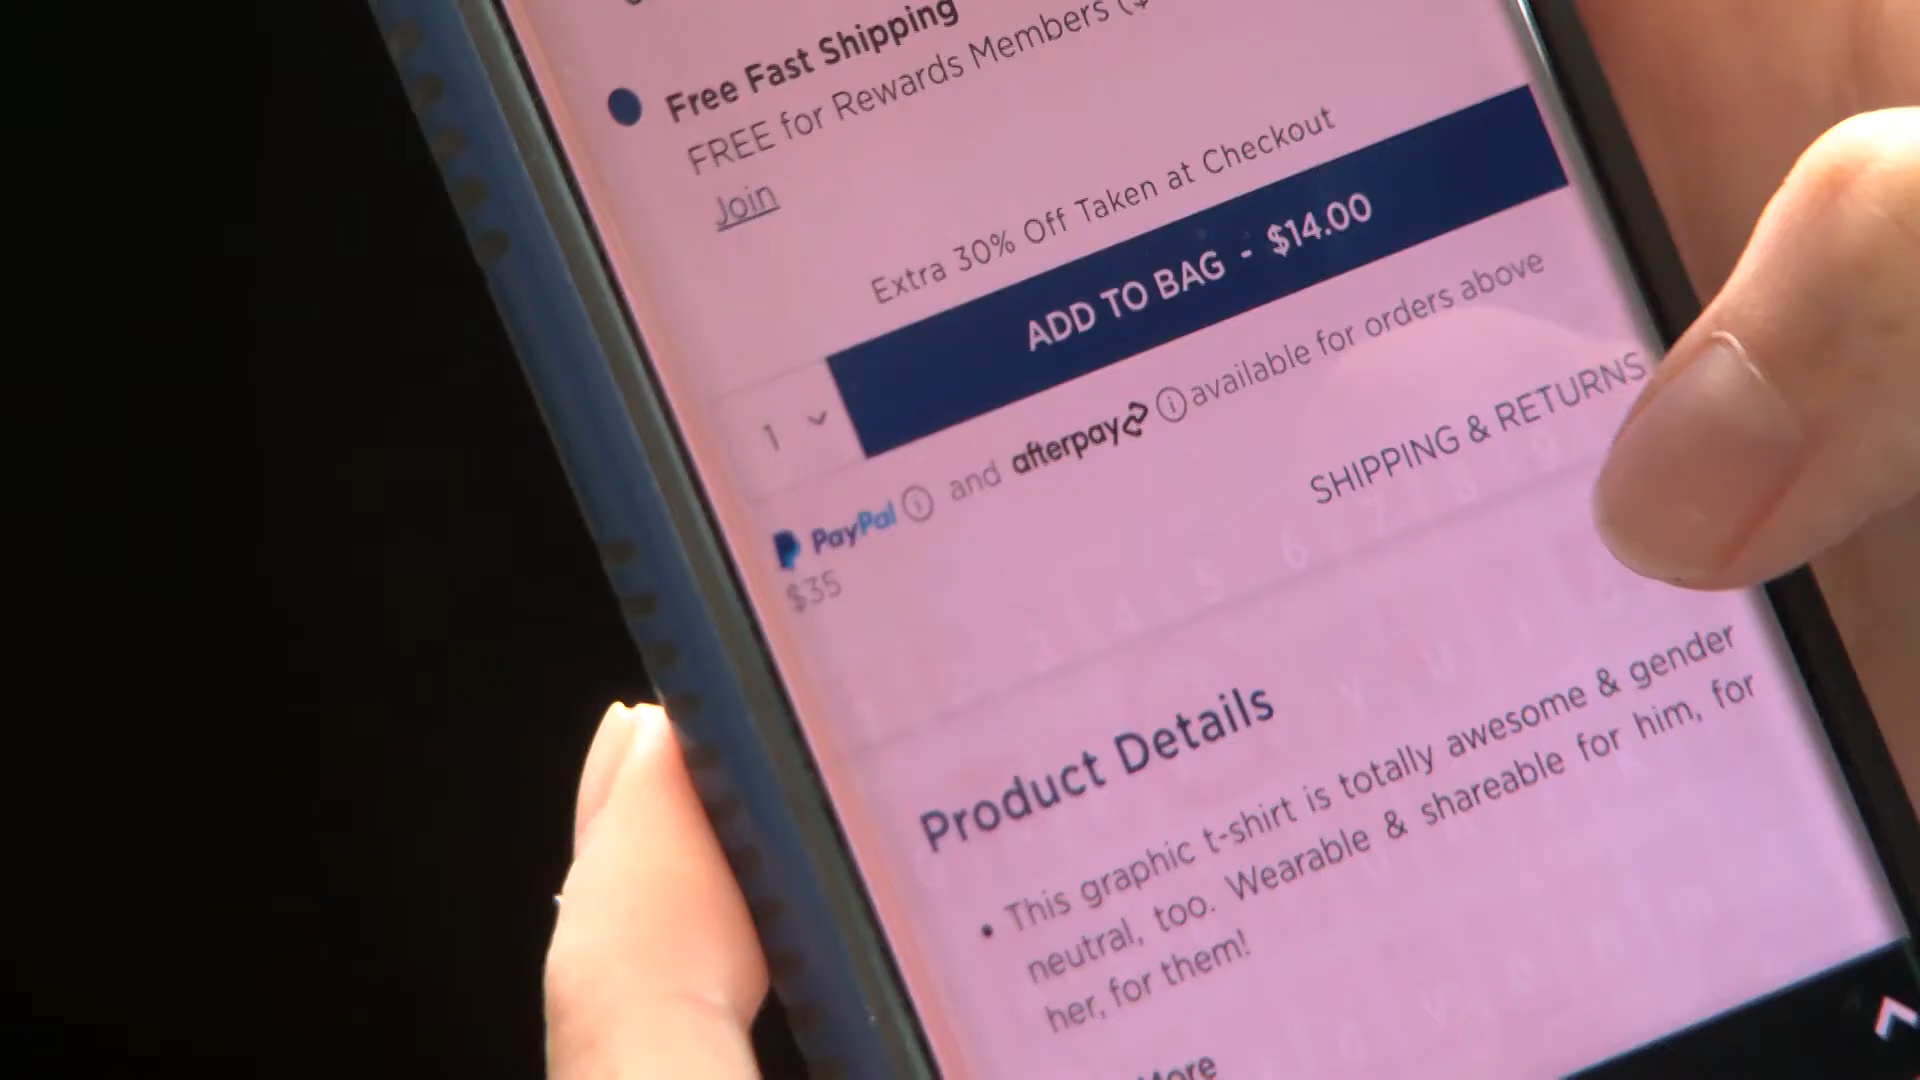 Free Fast Shipping
FREE for Rewards Members ($
Join
Extra 30% Off Taken at Checkout
1
ADD TO BAG - $14.00
PayPal and afterpay available for orders above
$35
SHIPPING & RETURNS
Product Details
• This graphic t-shirt is totally awesome & gender
neutral, too. Wearable & shareable for him, for
her, for them!